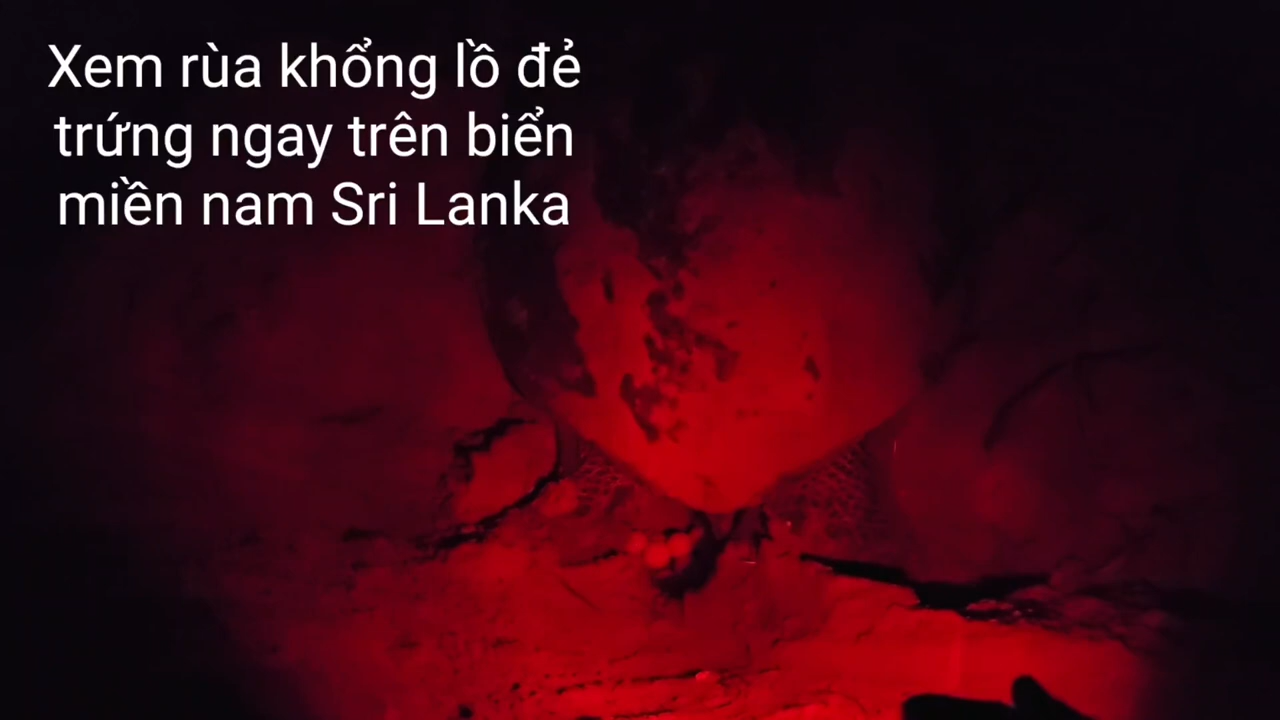 Xem rùa khổng lồ đẻ
trứng ngay trên biển
miền nam Sri Lanka